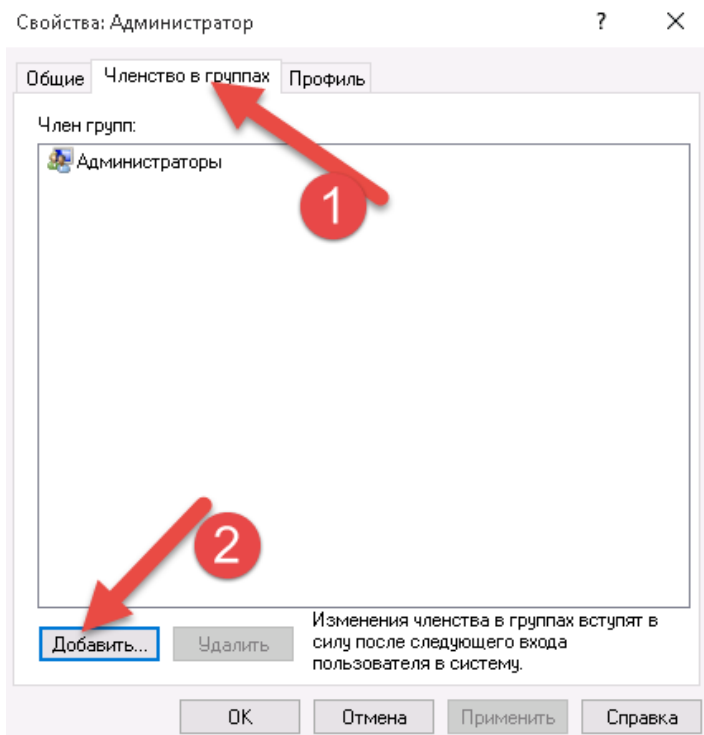 Свойства: Администратор ? ✕
Общие Членство в группах Профиль
Член групп:
Администраторы
1
2
Добавить... Удалить
Изменения членства в группах вступят в
силу после следующего входа
пользователя в систему.
OK Отмена Применить Справка